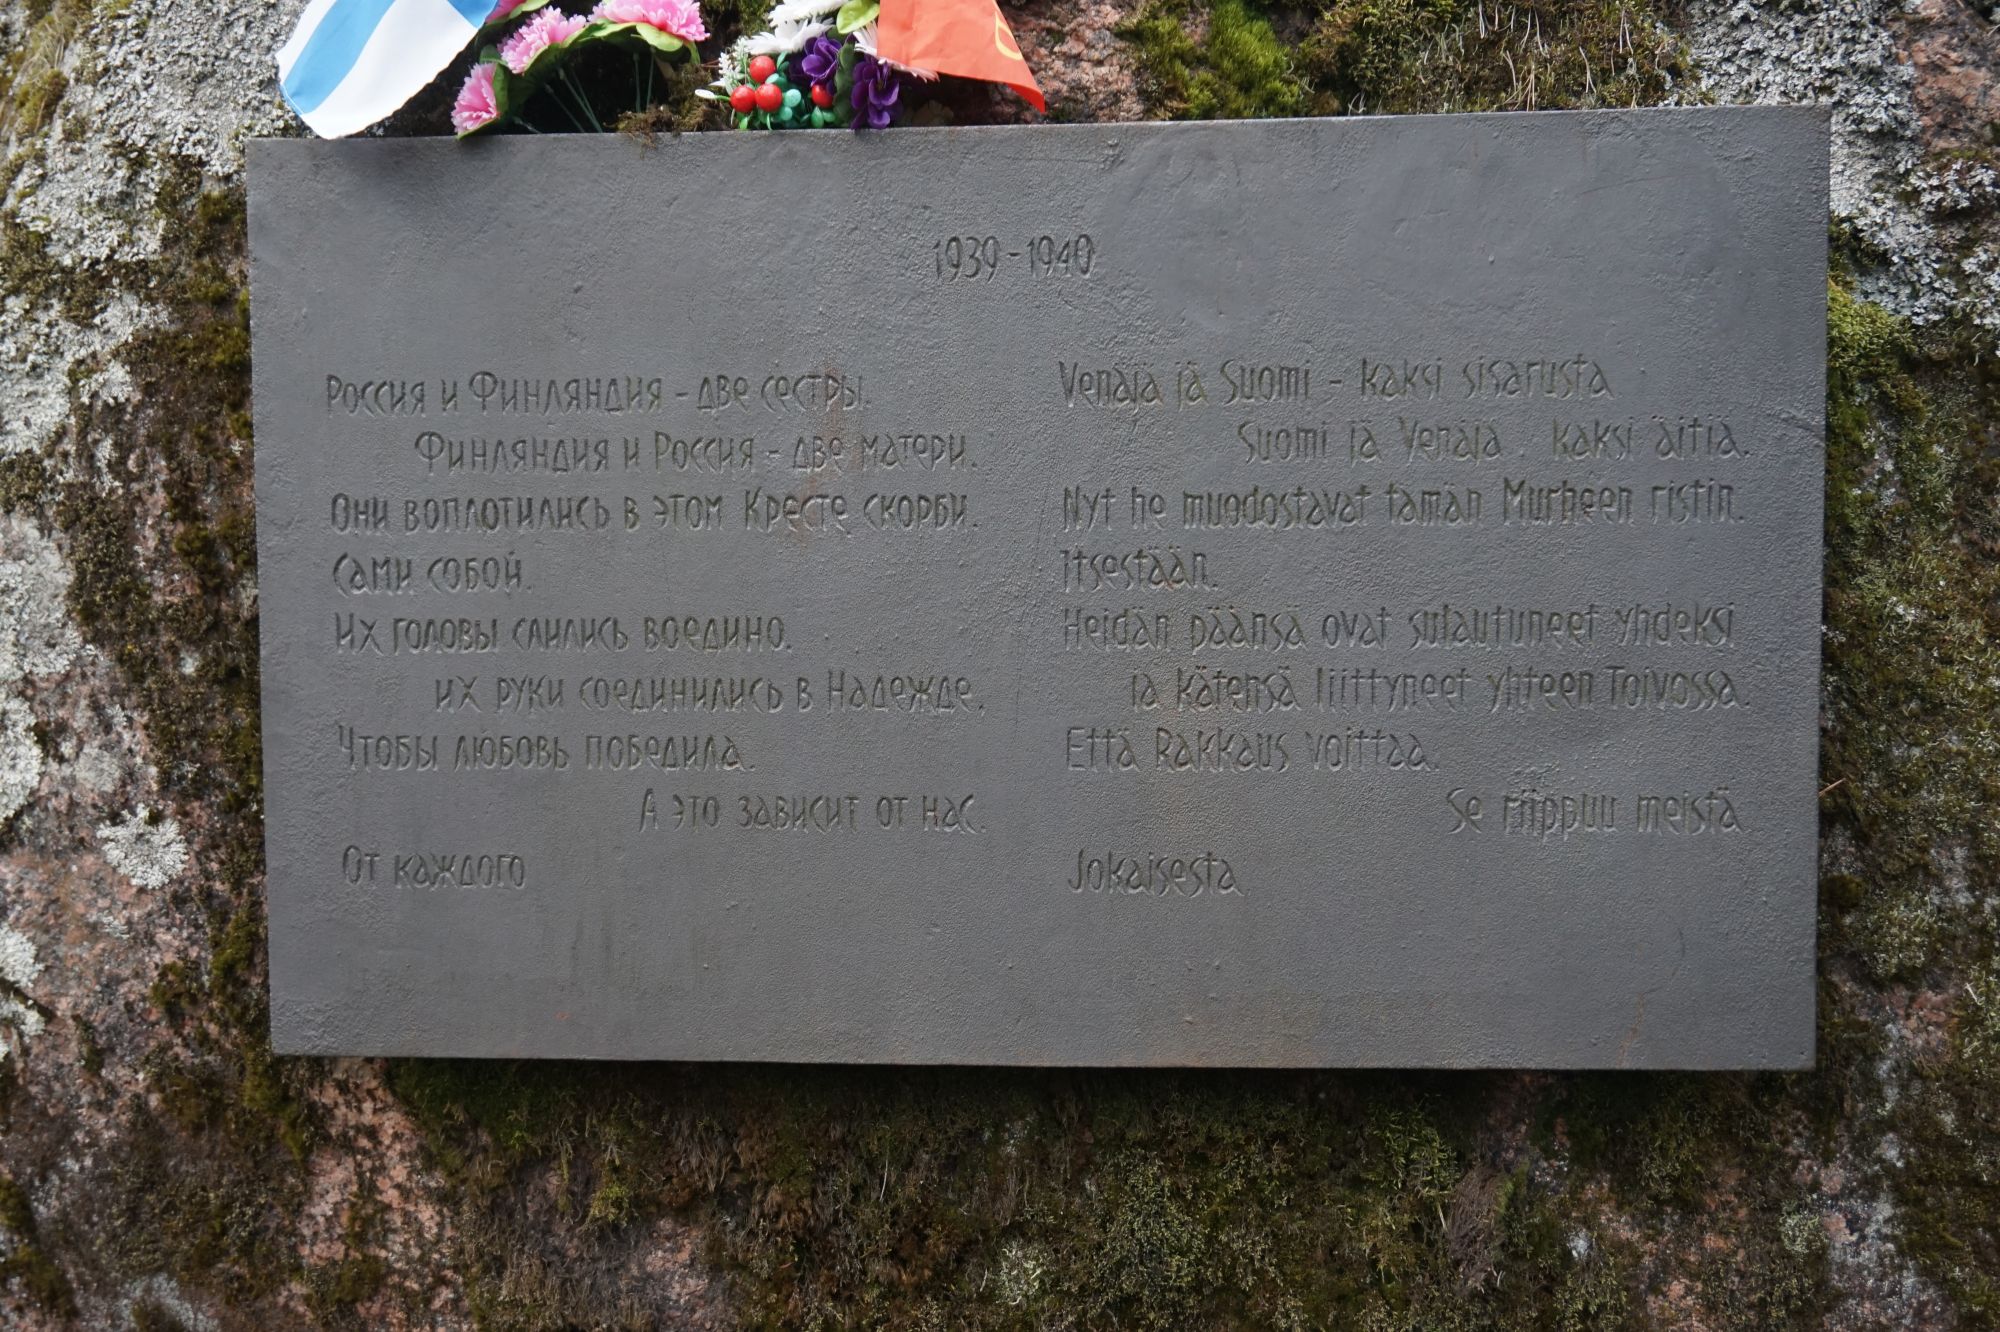 1939-1940
Россия и Финляндия - две сестры.
Финляндия и Россия - две матери.
Они воплотились в этом Кресте скорби.
Сами собой.
Их головы слились воедино.
их руки соединились в Надежде,
Чтобы любовь победила.
А это зависит от нас.
От каждого
Venäjä jä Suomi - kaksi sisarusta
Suomi jä Venäjä . kaksi äitiä.
Nyt he muodostavat tämän Murheen ristin.
itsestään.
Heidän päänsä ovat sulautuneet yhdeksi
ja kätensä liittyneet yhteen Toivossa.
Että Rakkaus voittaa.
Se riippuu meistä
Jokaisesta